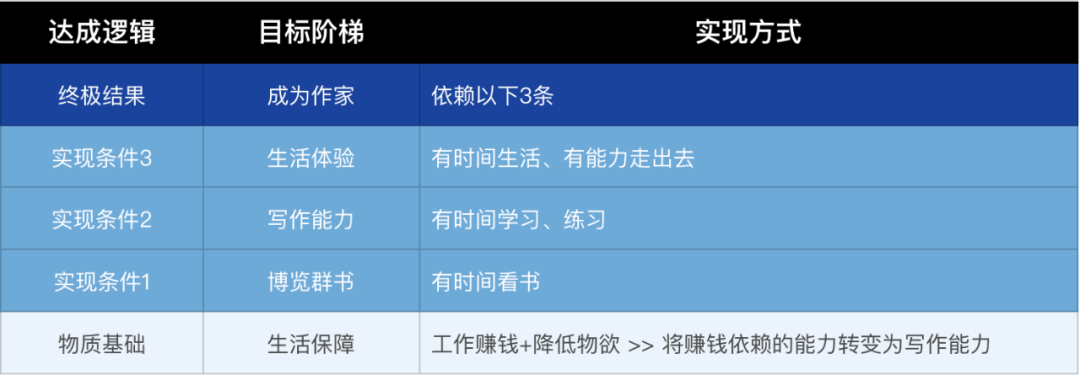 达成逻辑 目标阶梯 实现方式
终极结果 成为作家 依赖以下3条
实现条件3 生活体验 有时间生活、有能力走出去
实现条件2 写作能力 有时间学习、练习
实现条件1 博览群书 有时间看书
物质基础 生活保障 工作赚钱+降低物欲 >> 将赚钱依赖的能力转变为写作能力